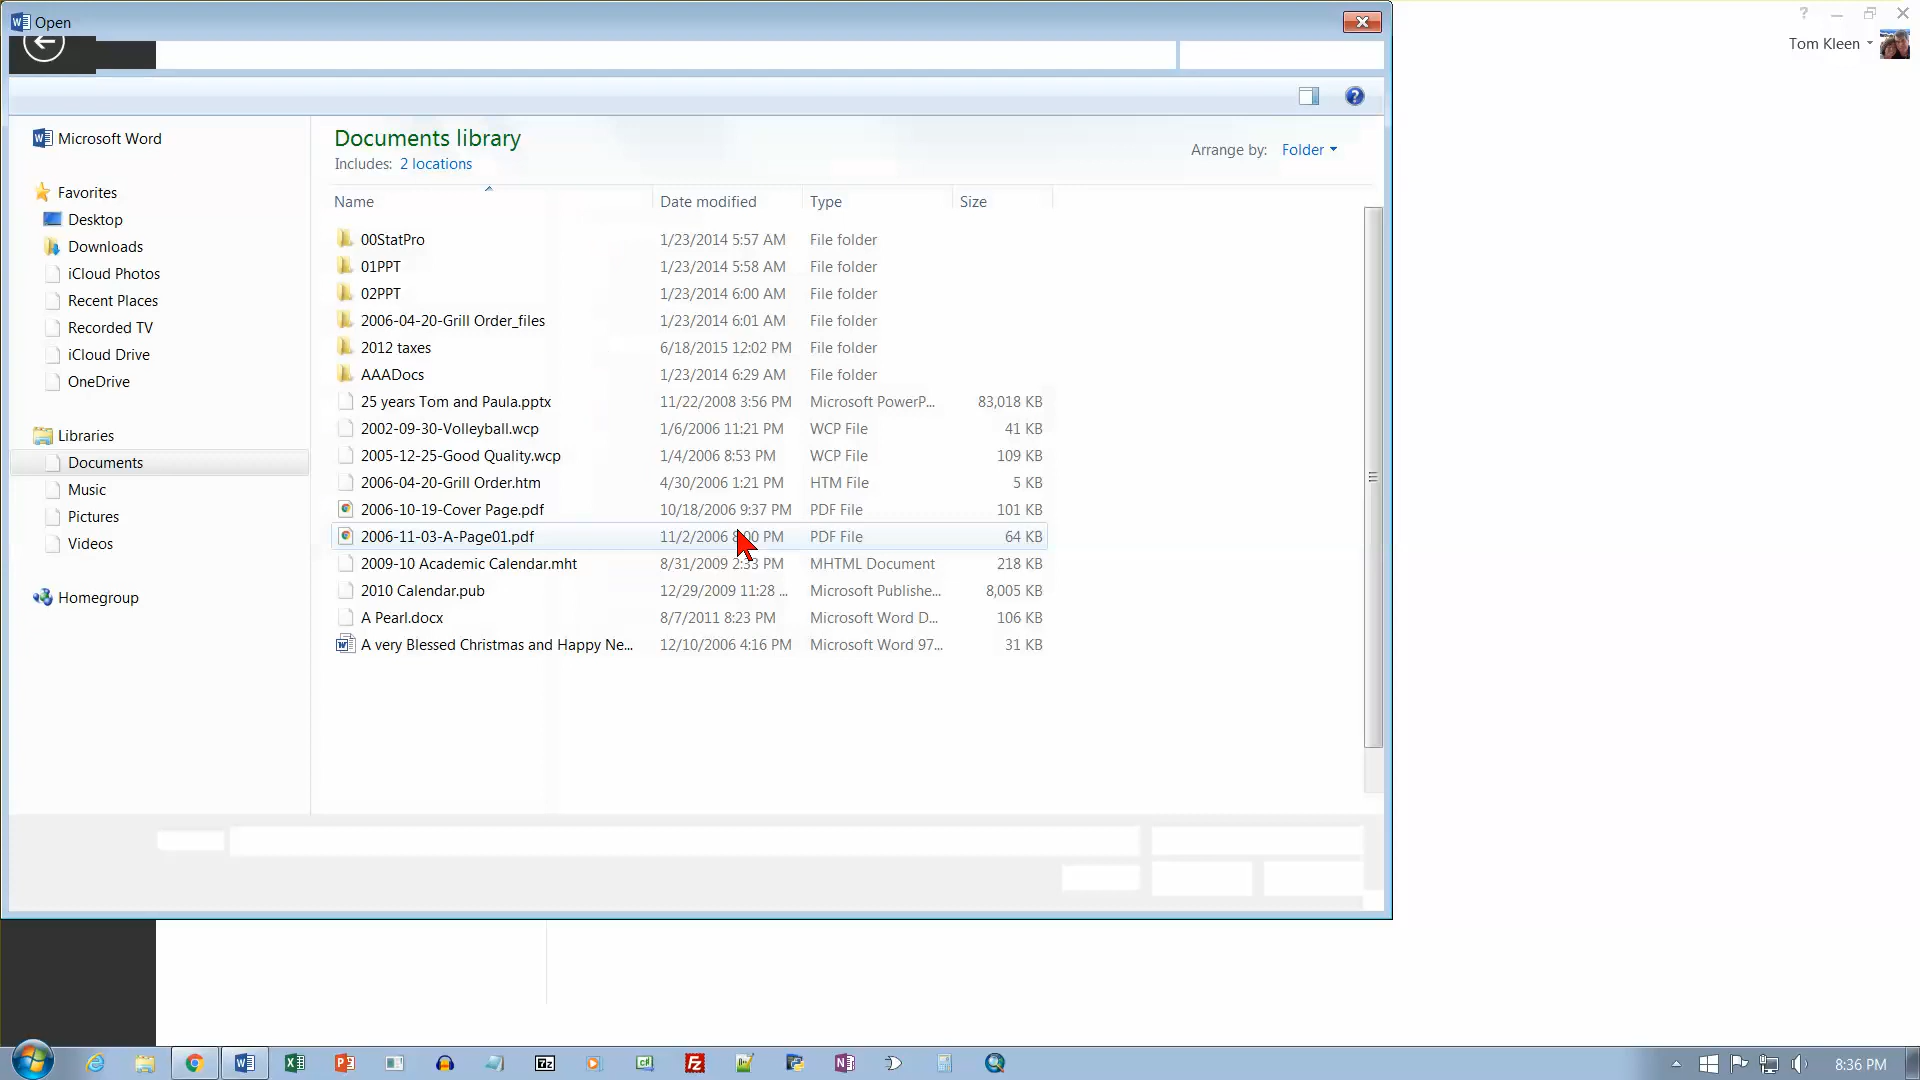 Open
Tom Kleen
Microsoft Word
Favorites
Desktop
Downloads
iCloud Photos
Recent Places
Recorded TV
iCloud Drive
OneDrive
Libraries
Documents
Music
Pictures
Videos
Homegroup
Documents library
Includes: 2 locations
Arrange by: Folder
Name Date modified Type Size
00StatPro 1/23/2014 5:57 AM File folder
01PPT 1/23/2014 5:58 AM File folder
02PPT 1/23/2014 6:00 AM File folder
2006-04-20-Grill Order_files 1/23/2014 6:01 AM File folder
2012 taxes 6/18/2015 12:02 PM File folder
AAADocs 1/23/2014 6:29 AM File folder
25 years Tom and Paula.pptx 11/22/2008 3:56 PM Microsoft PowerP... 83,018 KB
2002-09-30-Volleyball.wcp 1/6/2006 11:21 PM WCP File 41 KB
2005-12-25-Good Quality.wcp 1/4/2006 8:53 PM WCP File 109 KB
2006-04-20-Grill Order.htm 4/30/2006 1:21 PM HTM File 5 KB
2006-10-19-Cover Page.pdf 10/18/2006 9:37 PM PDF File 101 KB
2006-11-03-A-Page01.pdf 11/2/2006 PM PDF File 64 KB
2009-10 Academic Calendar.mht 8/31/2009 2:33 PM MHTML Document 218 KB
2010 Calendar.pub 12/29/2009 11:28 ... Microsoft Publishe... 8,005 KB
A Pearl.docx 8/7/2011 8:23 PM Microsoft Word D... 106 KB
A very Blessed Christmas and Happy Ne... 12/10/2006 4:16 PM Microsoft Word 97... 31 KB
8:36 PM